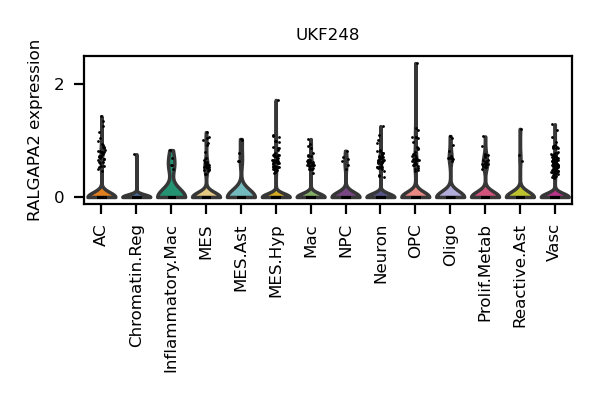 UKF248
RALGAPA2 expression
2
0
AC
Chromatin.Reg
Inflammatory.Mac
MES
MES.Ast
MES.Hyp
Mac
NPC
Neuron
OPC
Oligo
Prolif.Metab
Reactive.Ast
Vasc